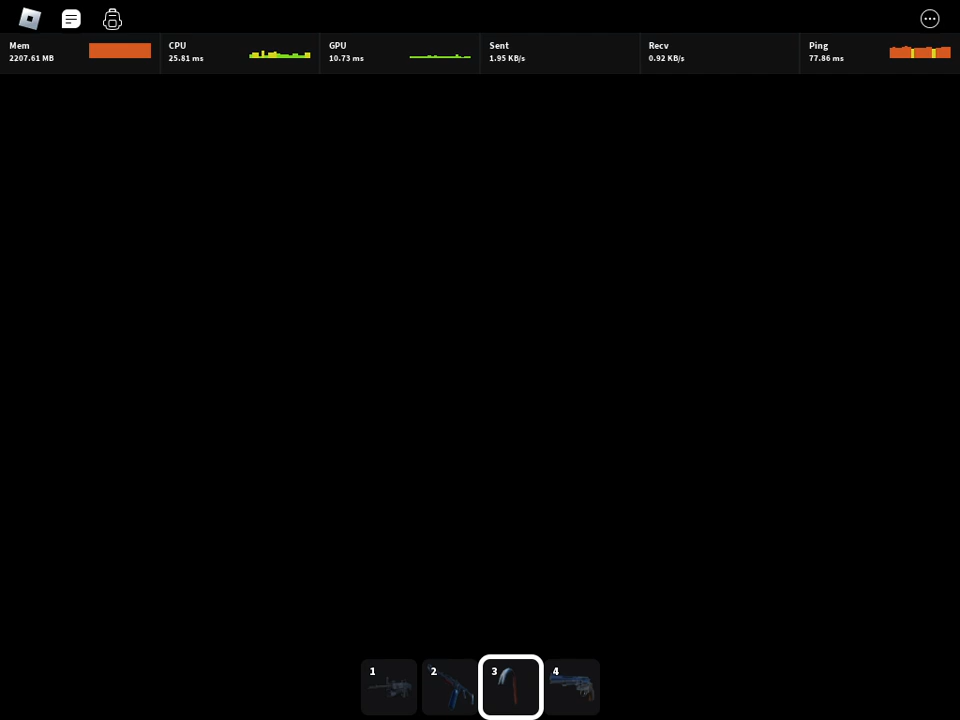 Mem CPU GPU Sent Recv Ping
2207.61 MB 25.81 ms 10.73 ms 1.95 KB/s 0.92 KB/s 77.86 ms
1 2 3 4